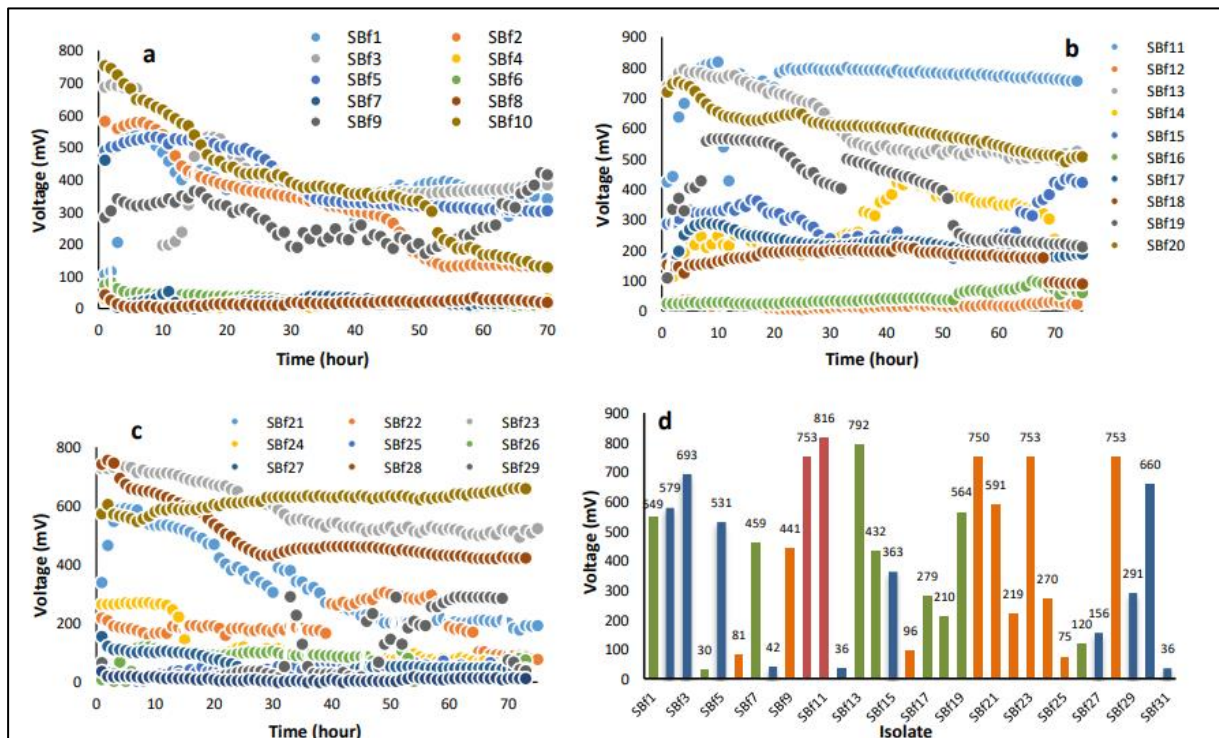 a
SBf1 SBf2
SBf3 SBf4
SBf5 SBf6
SBf7 SBf8
SBf9 SBf10
Voltage (mV)
800
700
600
500
400
300
200
100
0
0 10 20 30 40 50 60 70
Time (hour)
b
SBf11
SBf12
SBf13
SBf14
SBf15
SBf16
SBf17
SBf18
SBf19
SBf20
Voltage (mV)
900
800
700
600
500
400
300
200
100
0
0 10 20 30 40 50 60 70
Time (hour)
c
SBf21 SBf22 SBf23
SBf24 SBf25 SBf26
SBf27 SBf28 SBf29
Voltage (mV)
800
600
400
200
0
0 10 20 30 40 50 60 70
Time (hour)
d
Voltage (mV)
900
800
700
600
500
400
300
200
100
0
549 579 693 30 531 81 459 42 441 753 816 36 792 432 363 96 279 210 564 750 591 219 753 270 75 120 156 753 291 660 36
SBf1 SBf3 SBf5 SBf7 SBf9 SBf11 SBf13 SBf15 SBf17 SBf19 SBf21 SBf23 SBf25 SBf27 SBf29 SBf31
Isolate